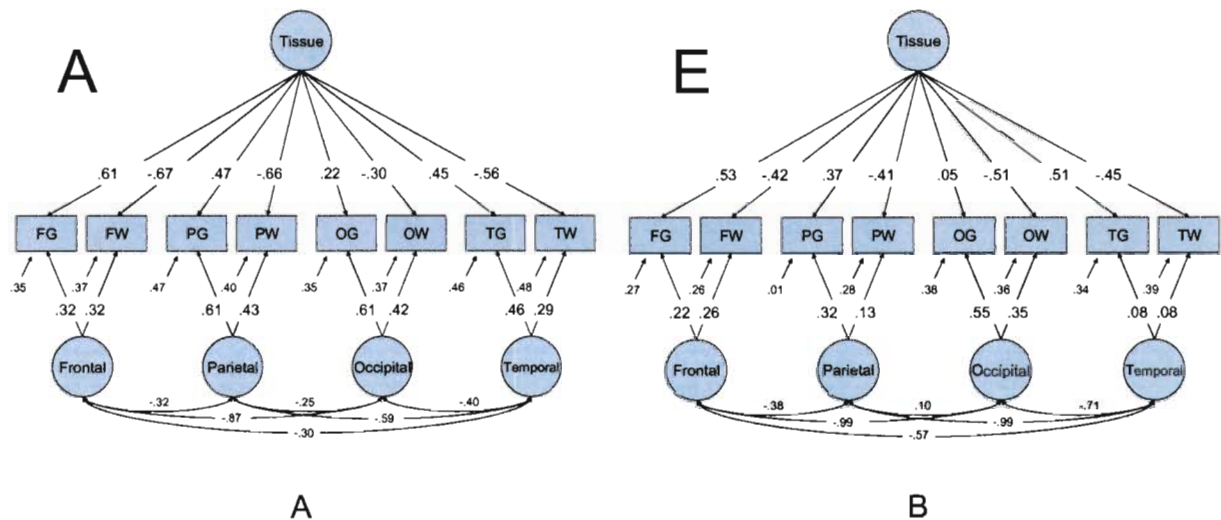 Tissue Tissue
A E
.61 -.67 .47 -.66 .22 -.30 .45 -.56 .53 -.42 .37 -.41 .05 -.51 .51 -.45
FG FW PG PW OG OW TG TW FG FW PG PW OG OW TG TW
.35 .37 .47 .40 .35 .37 .46 .48 .27 .26 .01 .28 .38 .36 .34 .39
.32 .32 .61 .43 .61 .42 .46 .29 .22 .26 .32 .13 .55 .35 .08 .08
Frontal Parietal Occipital Temporal Frontal Parietal Occipital Temporal
-.32 -.25 -.40 -.38 .10 -.71
-.87 -.59 -.99 -.99
-.30 -.57
A B